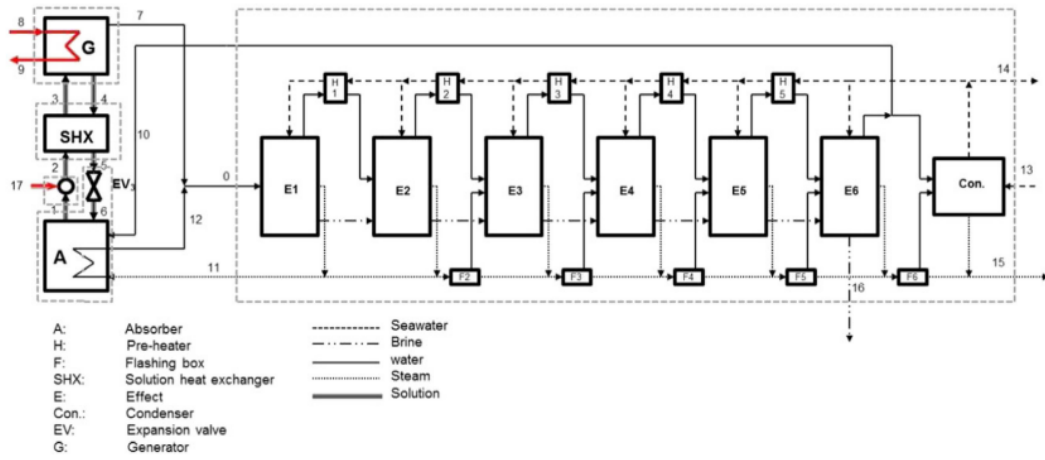 7
8
G
9
3
4
SHX
10
2
5
17
EV
3
1
6
12
A
11
0
H
1
H
2
H
3
H
4
H
5
14
E1
E2
E3
E4
E5
E6
Con.
13
F2
F3
F4
F5
F6
15
16
A: Absorber
H: Pre-heater
F: Flashing box
SHX: Solution heat exchanger
E: Effect
Con.: Condenser
EV: Expansion valve
G: Generator
Seawater
Brine
water
Steam
Solution